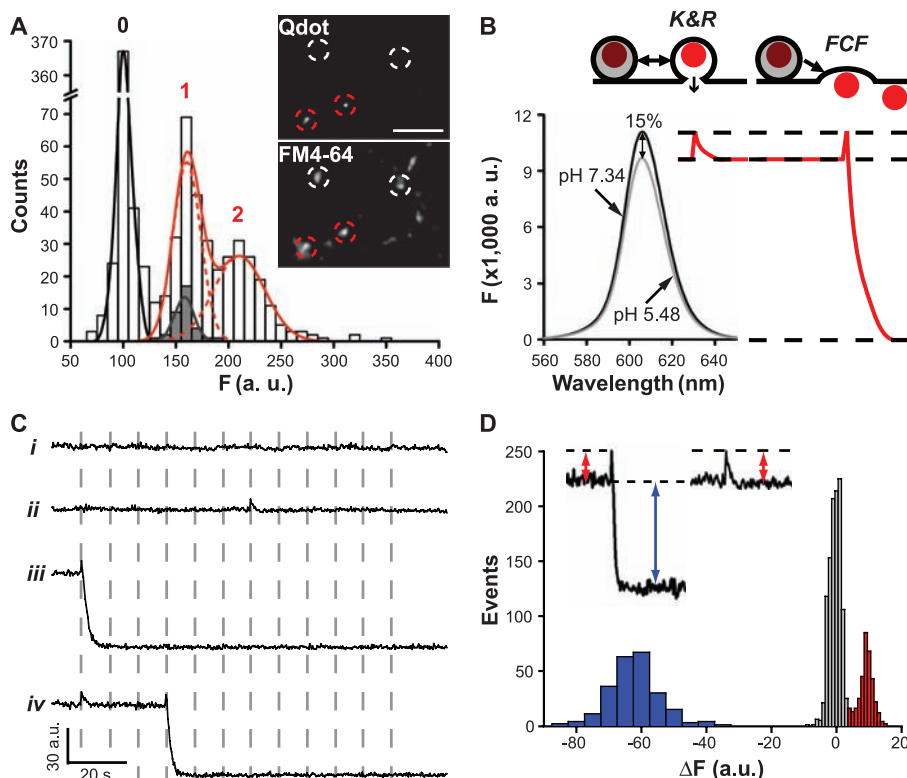 A
Counts
370
360
70
60
50
40
30
20
10
0
0
1
2
Qdot
FM4-64
50 100 150 200 250 300 350 400
F (a. u.)
B
K&R
FCF
F (x1,000 a. u.)
12
9
6
3
0
15%
pH 7.34
pH 5.48
560 580 600 620 640
Wavelength (nm)
C
i
ii
iii
iv
30 a.u.
20 s
D
Events
250
200
150
100
50
0
-80 -60 -40 -20 0 20
ΔF (a.u.)